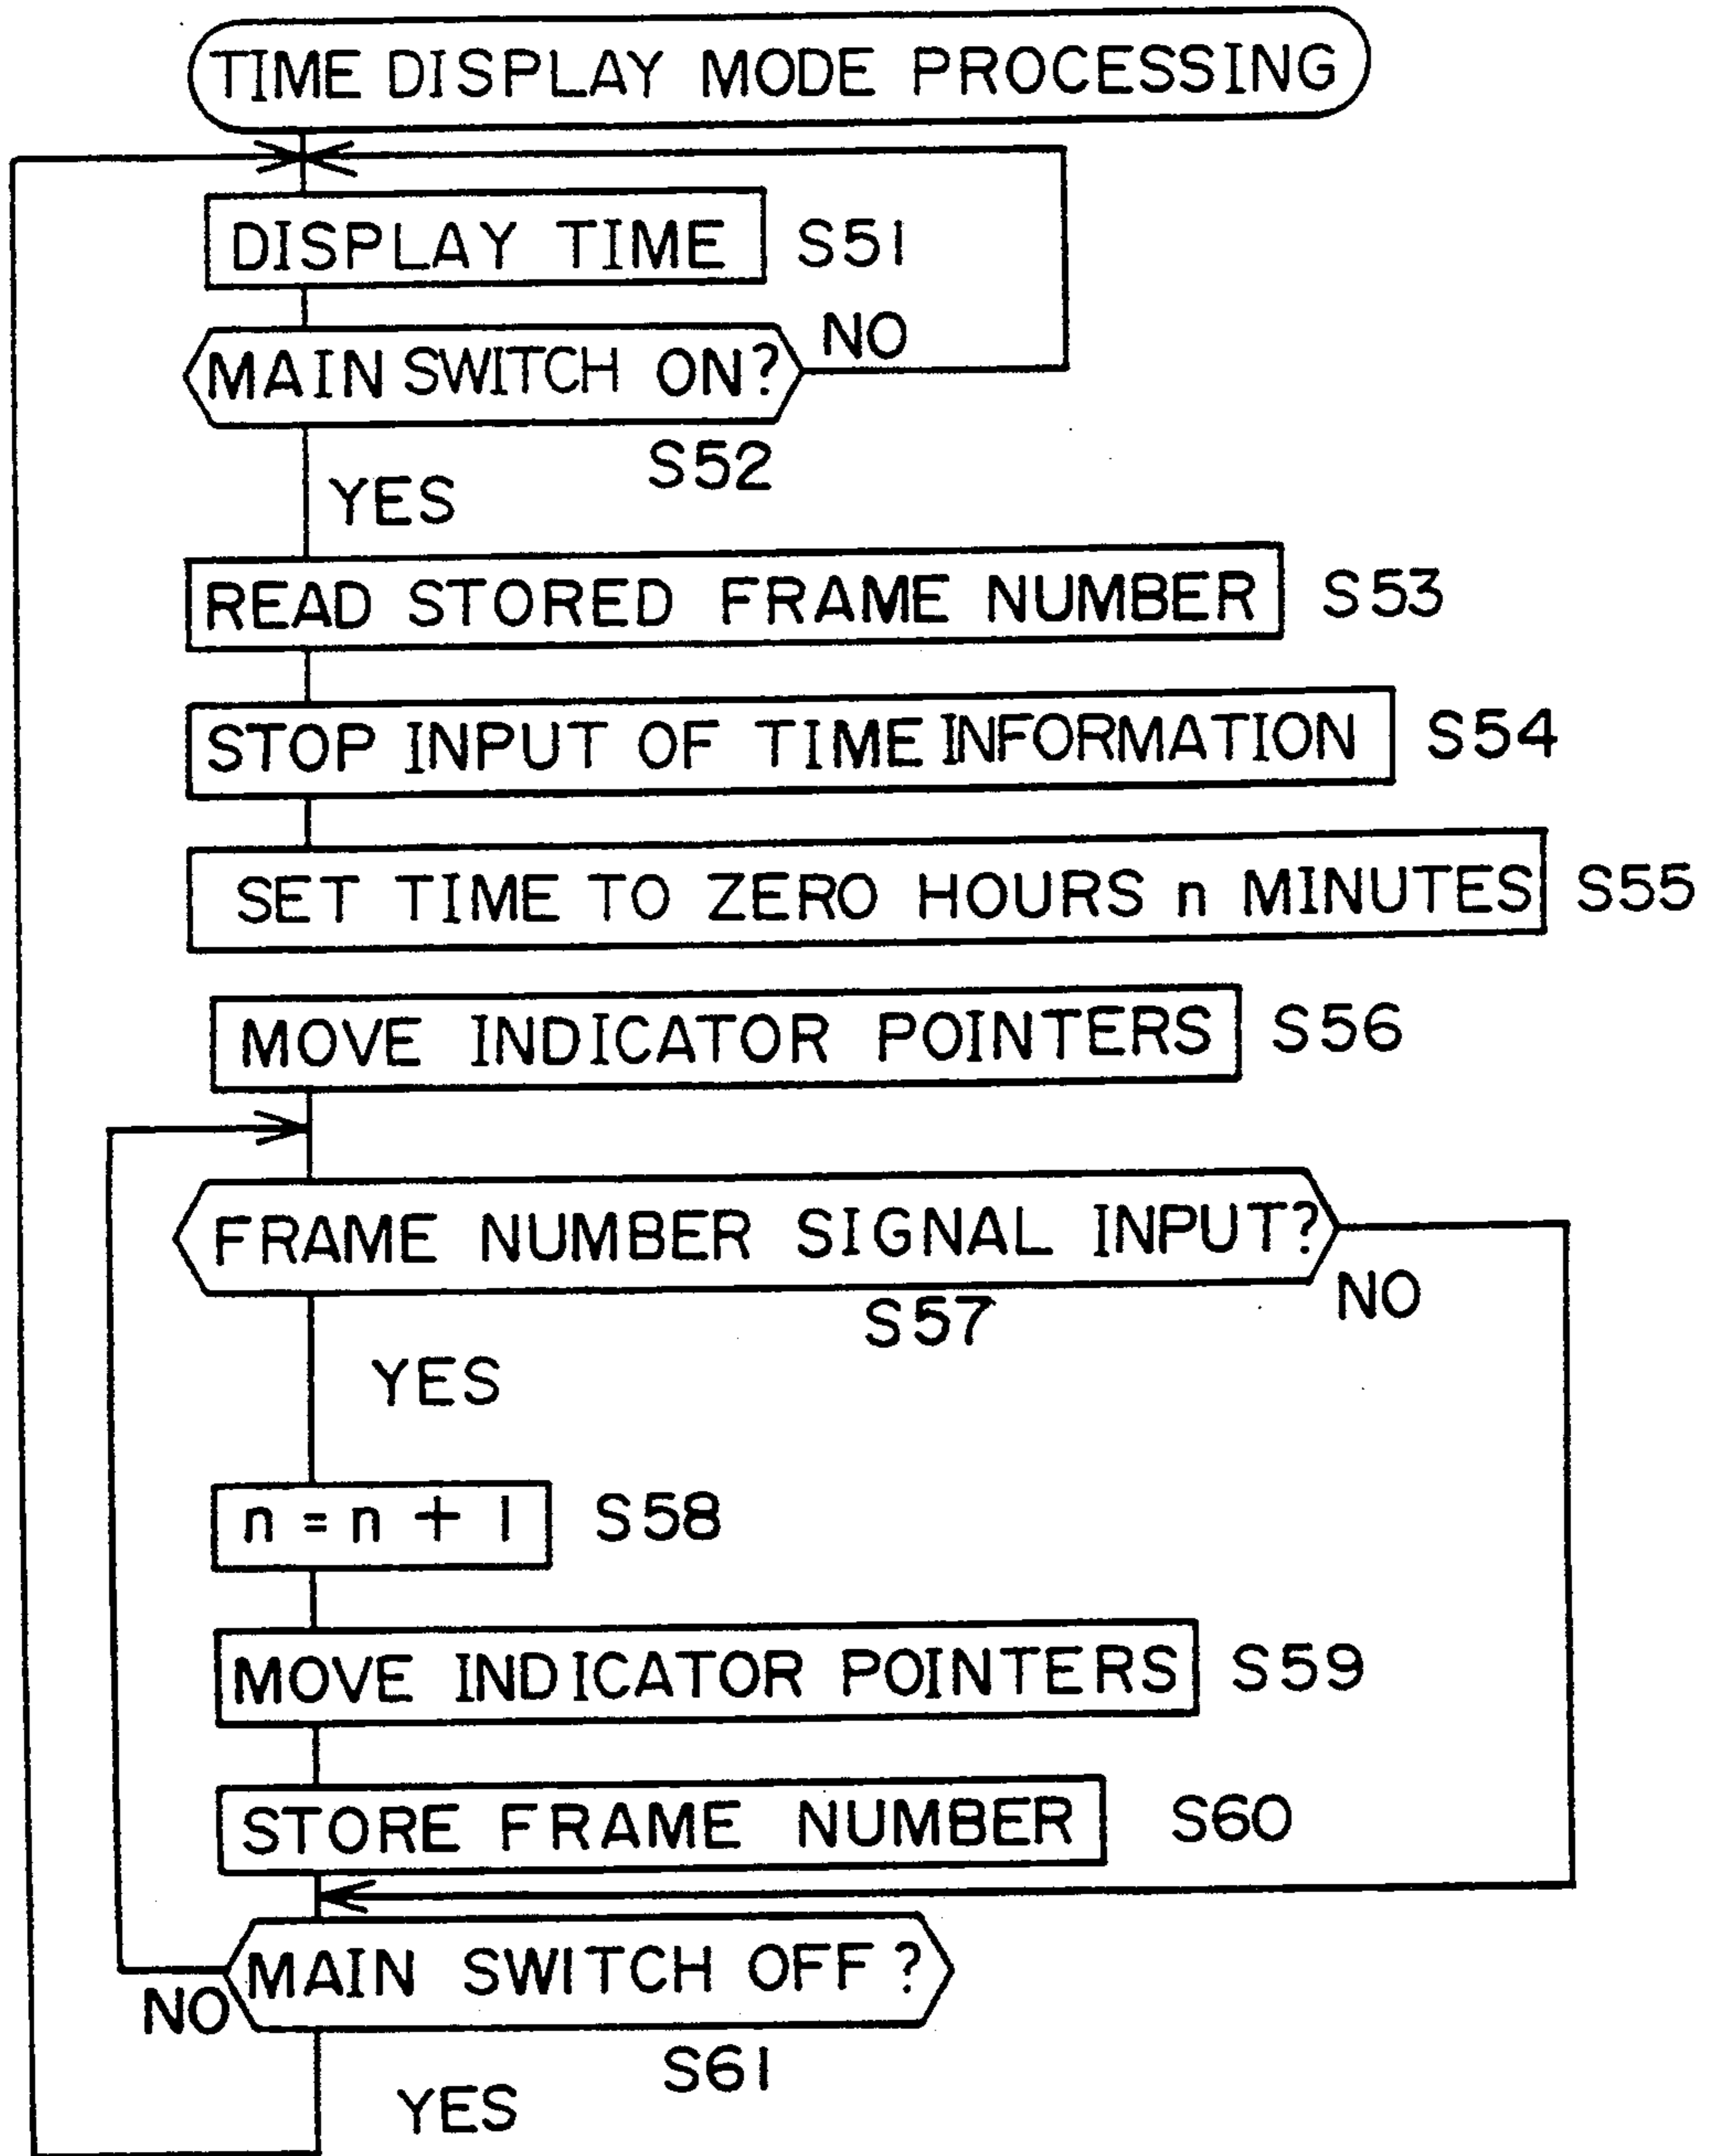 TIME DISPLAY MODE PROCESSING
DISPLAY TIME S51
NO
MAIN SWITCH ON?
S52
YES
READ STORED FRAME NUMBER S53
STOP INPUT OF TIME INFORMATION S54
SET TIME TO ZERO HOURS n MINUTES S55
MOVE INDICATOR POINTERS S56
FRAME NUMBER SIGNAL INPUT?
NO
S57
YES
n = n + 1 S58
MOVE INDICATOR POINTERS S59
STORE FRAME NUMBER S60
MAIN SWITCH OFF?
NO
S61
YES